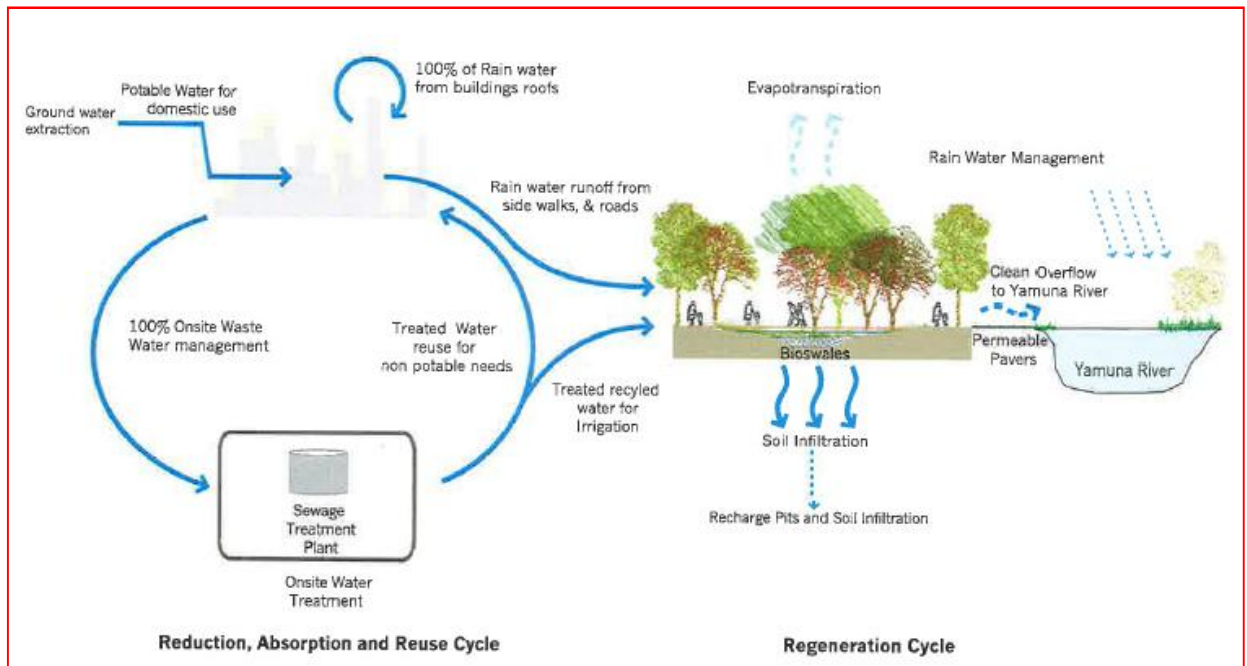 100% of Rain water
from buildings roofs
Potable Water for
domestic use
Ground water
extraction
Evapotranspiration
Rain Water Management
Rain water runoff from
side walks, & roads
Clean Overflow
to Yamuna River
100% Onsite Waste
Water management
Treated Water
reuse for
non potable needs
Bioswales
Permeable
Pavers
Yamuna River
Treated recyled
water for
Irrigation
Soil Infiltration
Sewage
Treatment
Plant
Recharge Pits and Soil Infiltration
Onsite Water
Treatment
Reduction, Absorption and Reuse Cycle
Regeneration Cycle